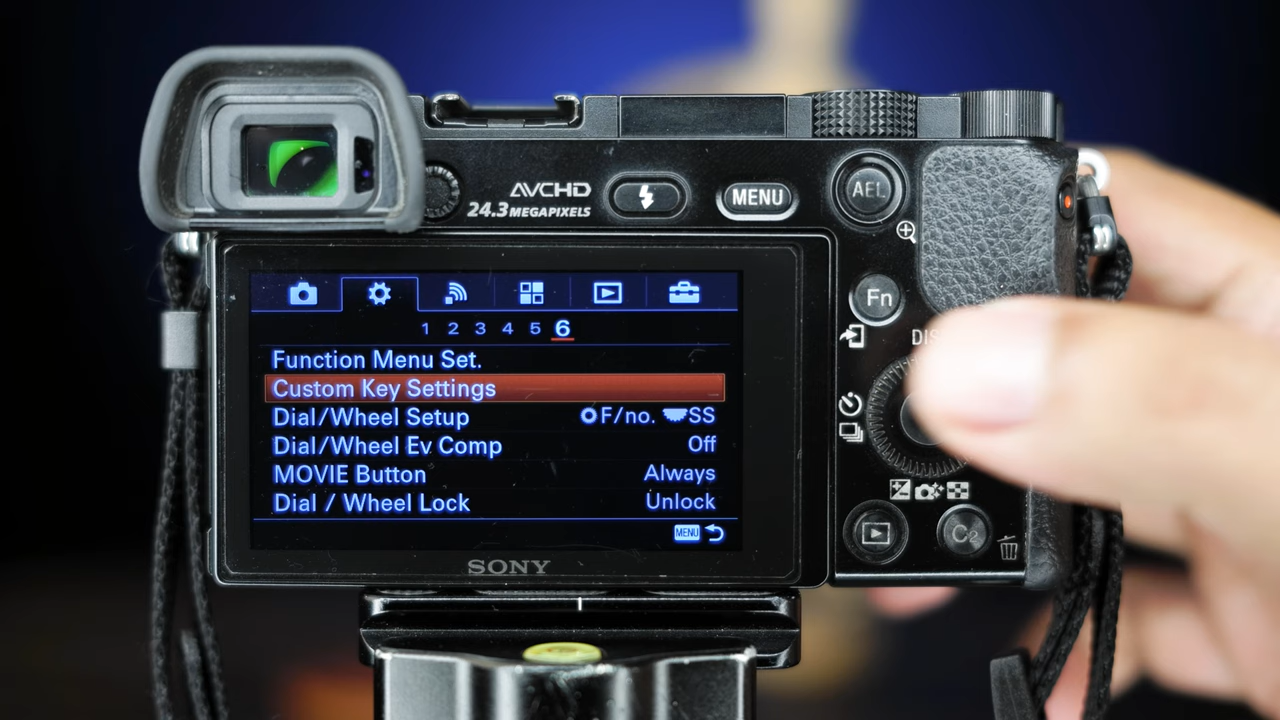 AVCHD
24.3 MEGAPIXELS
MENU
AEL
Fn
1 2 3 4 5 6
Function Menu Set.
Custom Key Settings
Dial/Wheel Setup F/no. SS
Dial/Wheel Ev Comp Off
MOVIE Button Always
Dial / Wheel Lock Unlock
MENU
SONY
C2